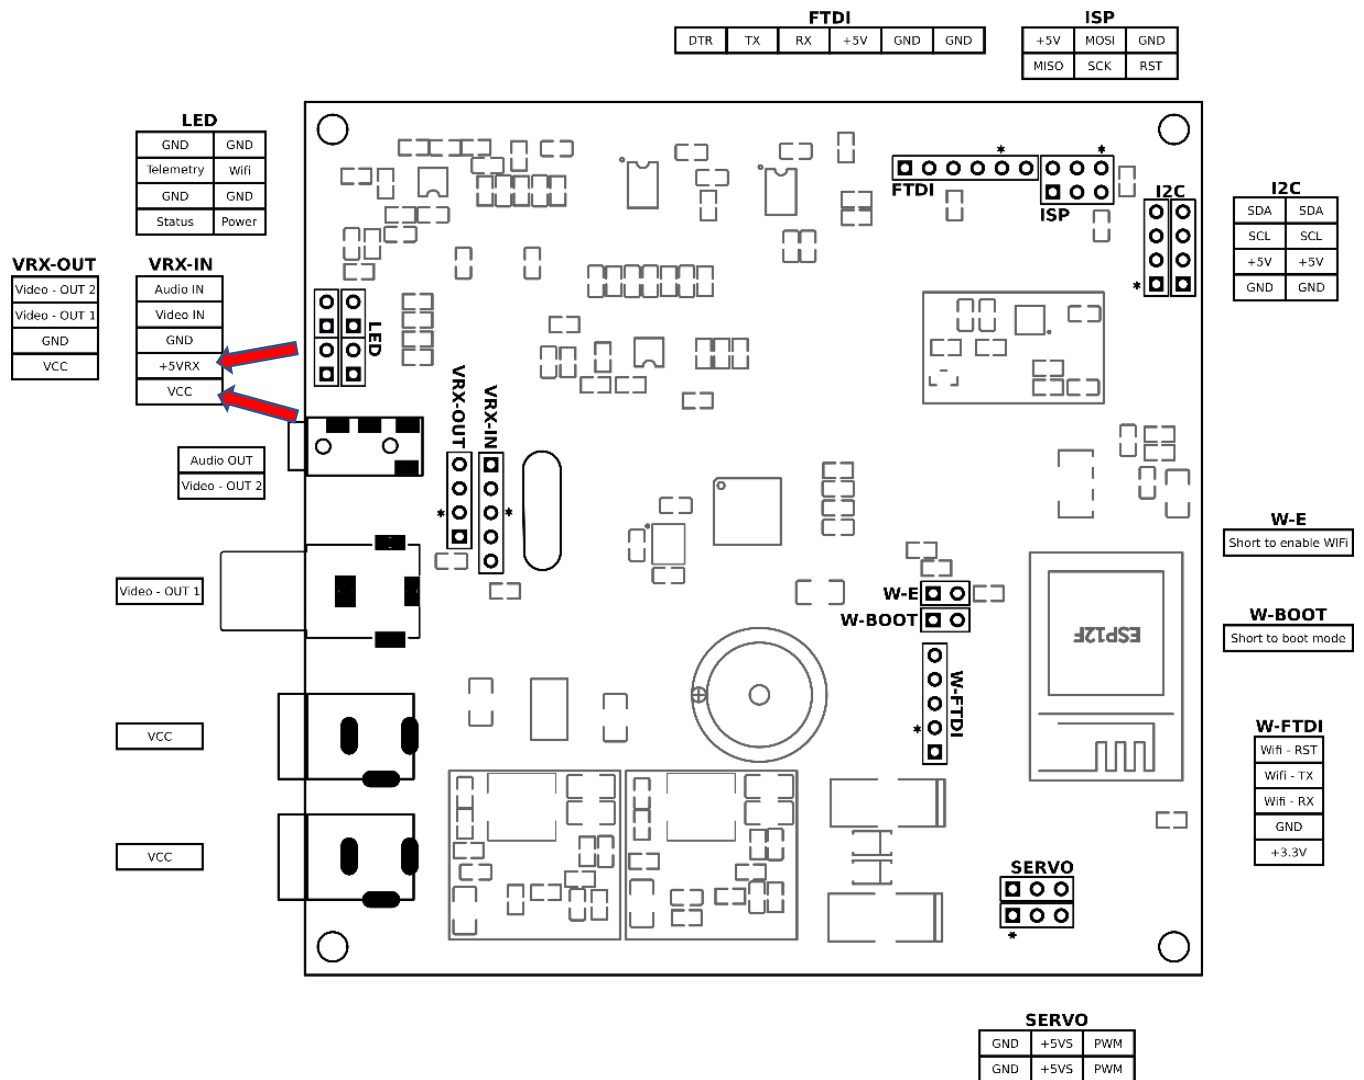 FTDI
DTR TX RX +5V GND GND
ISP
+5V MOSI GND
MISO SCK RST
LED
GND GND
Telemetry Wifi
GND GND
Status Power
VRX-OUT
Video - OUT 2
Video - OUT 1
GND
VCC
VRX-IN
Audio IN
Video IN
GND
+5VRX
VCC
Audio OUT
Video - OUT 2
Video - OUT 1
VCC
VCC
FTDI
*
ISP
*
I2C
*
LED
VRX-OUT
*
VRX-IN
*
W-E
W-BOOT
W-FTDI
*
ESP12F
SERVO
*
I2C
SDA SDA
SCL SCL
+5V +5V
GND GND
W-E
Short to enable WIFi
W-BOOT
Short to boot mode
W-FTDI
Wifi - RST
Wifi - TX
Wifi - RX
GND
+3.3V
SERVO
GND +5VS PWM
GND +5VS PWM